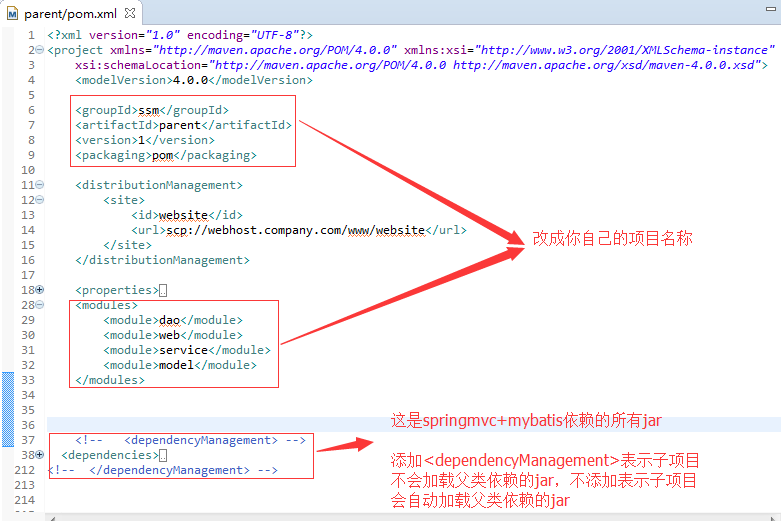 parent/pom.xml
1 <?xml version="1.0" encoding="UTF-8"?>
2 <project xmlns="http://maven.apache.org/POM/4.0.0" xmlns:xsi="http://www.w3.org/2001/XMLSchema-instance"
3 xsi:schemaLocation="http://maven.apache.org/POM/4.0.0 http://maven.apache.org/xsd/maven-4.0.0.xsd">
4 <modelVersion>4.0.0</modelVersion>
5
6 <groupId>ssm</groupId>
7 <artifactId>parent</artifactId>
8 <version>1</version>
9 <packaging>pom</packaging>
10
11 <distributionManagement>
12 <site>
13 <id>website</id>
14 <url>scp://webhost.company.com/www/website</url>
15 </site>
16 </distributionManagement>
17
改成你自己的项目名称
18 <properties>
28 <modules>
29 <module>dao</module>
30 <module>web</module>
31 <module>service</module>
32 <module>model</module>
33 </modules>
34
35
36
37 <!-- <dependencyManagement> -->
38 <dependencies>
212 <!-- </dependencyManagement> -->
213
214
这是springmvc+mybatis依赖的所有jar
添加<dependencyManagement>表示子项目
不会加载父类依赖的jar，不添加表示子项目
会自动加载父类依赖的jar